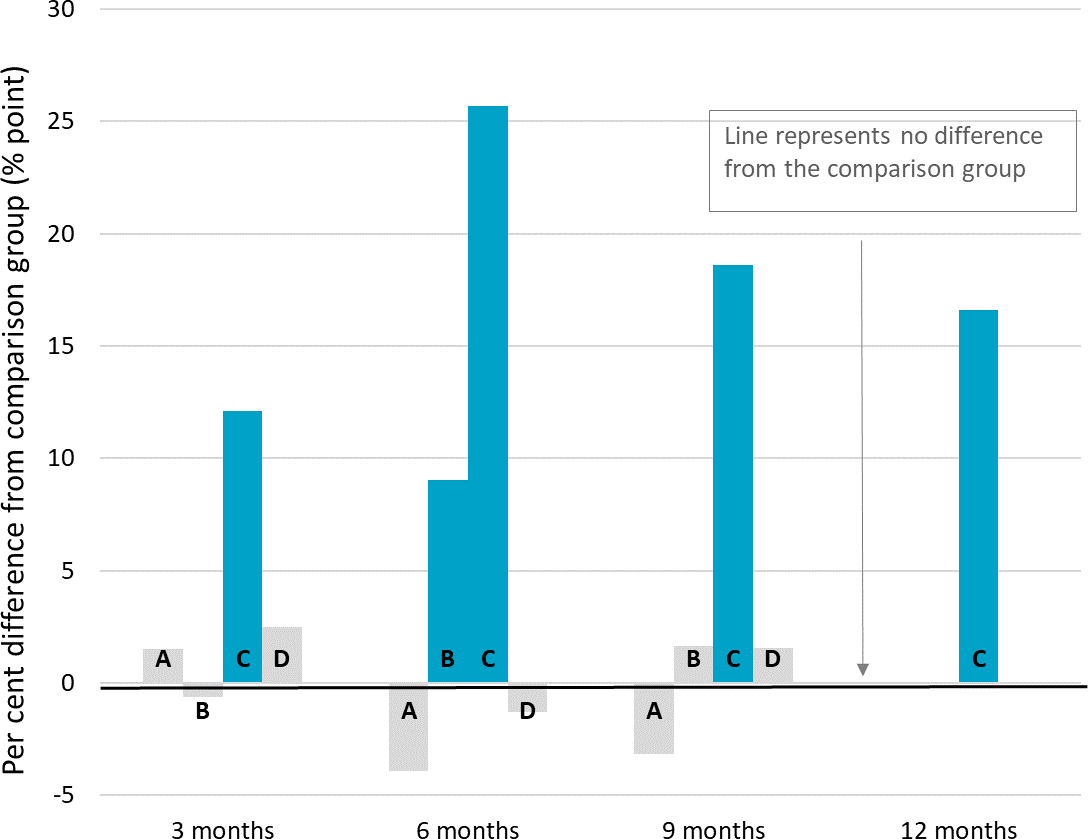 Per cent difference from comparison group (% point)
30
25
20
15
10
5
0
-5
Line represents no difference
from the comparison group
A
B
C
D
A
B
C
D
A
B
C
D
C
3 months
6 months
9 months
12 months